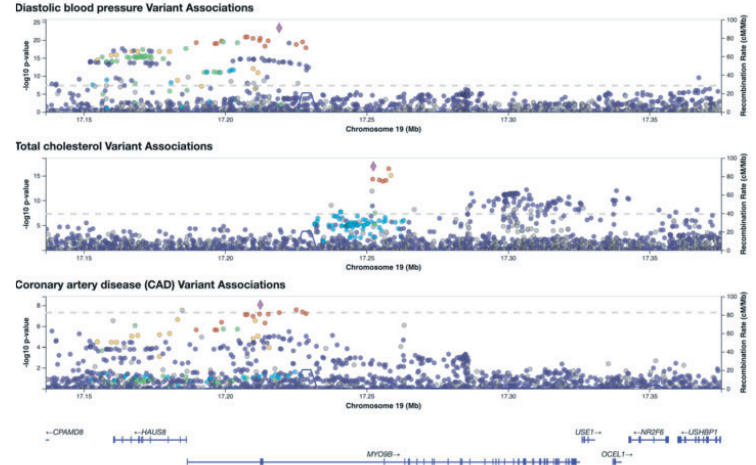 Diastolic blood pressure Variant Associations
25
20
15
10
5
0
-log10 p-value
100
80
60
40
20
0
Recombination Rate (cM/Mb)
17.15
17.20
17.25
17.30
17.35
Chromosome 19 (Mb)
Total cholesterol Variant Associations
15
10
5
-log10 p-value
100
80
60
40
20
0
Recombination Rate (cM/Mb)
17.15
17.20
17.25
17.30
17.35
Chromosome 19 (Mb)
Coronary artery disease (CAD) Variant Associations
8
6
4
2
-log10 p-value
100
80
60
40
20
0
Recombination Rate (cM/Mb)
17.15
17.20
17.25
17.30
17.35
Chromosome 19 (Mb)
←CPAMD8
←HAUS8
USE1→
←NR2F6
←USHBP1
MYO9B→
OCEL1→